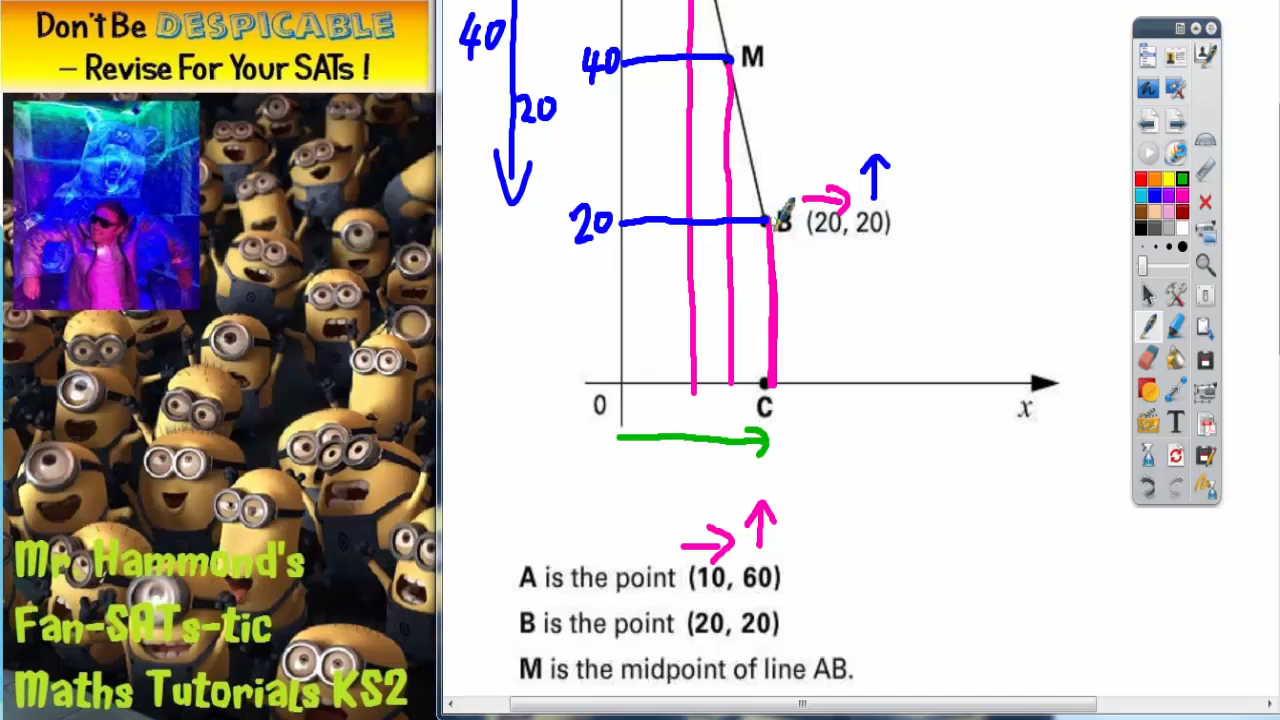 Don't Be DESPICABLE
– Revise For Your SATs !
Mr. Hammond's
Fan-SATs-tic
Maths Tutorials KS2
40
20
40
M
20
B (20, 20)
0
C
x
A is the point (10, 60)
B is the point (20, 20)
M is the midpoint of line AB.
T